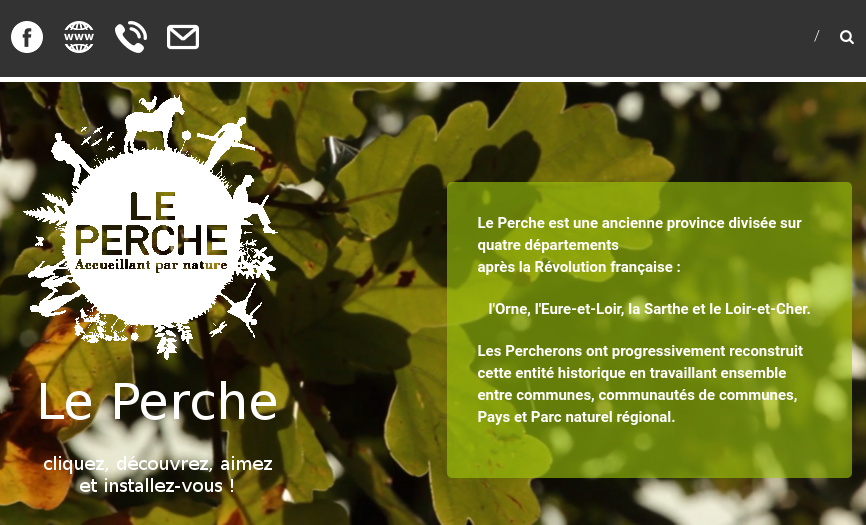 www
/
LE
PERCHE
Accueillant par nature
Le Perche
cliquez, découvrez, aimez
et installez-vous !
Le Perche est une ancienne province divisée sur
quatre départements
après la Révolution française :
l'Orne, l'Eure-et-Loir, la Sarthe et le Loir-et-Cher.
Les Percherons ont progressivement reconstruit
cette entité historique en travaillant ensemble
entre communes, communautés de communes,
Pays et Parc naturel régional.